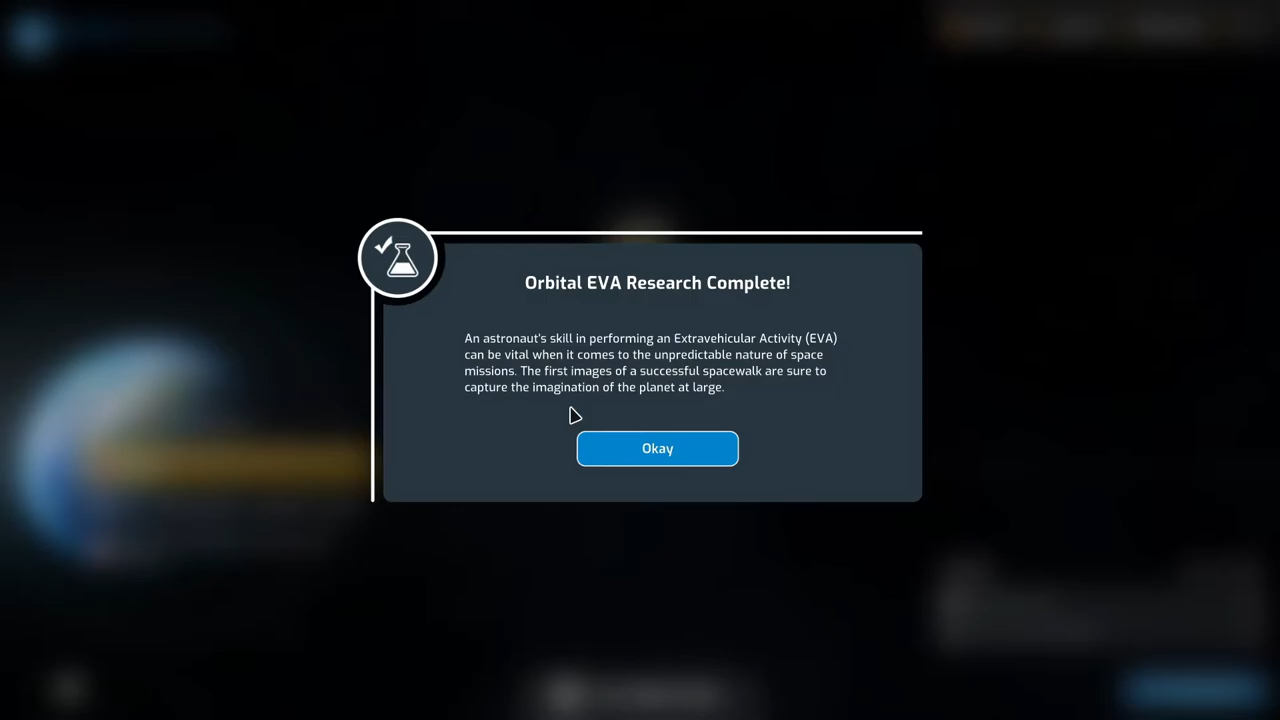 Orbital EVA Research Complete!
An astronaut's skill in performing an Extravehicular Activity (EVA)
can be vital when it comes to the unpredictable nature of space
missions. The first images of a successful spacewalk are sure to
capture the imagination of the planet at large.
Okay